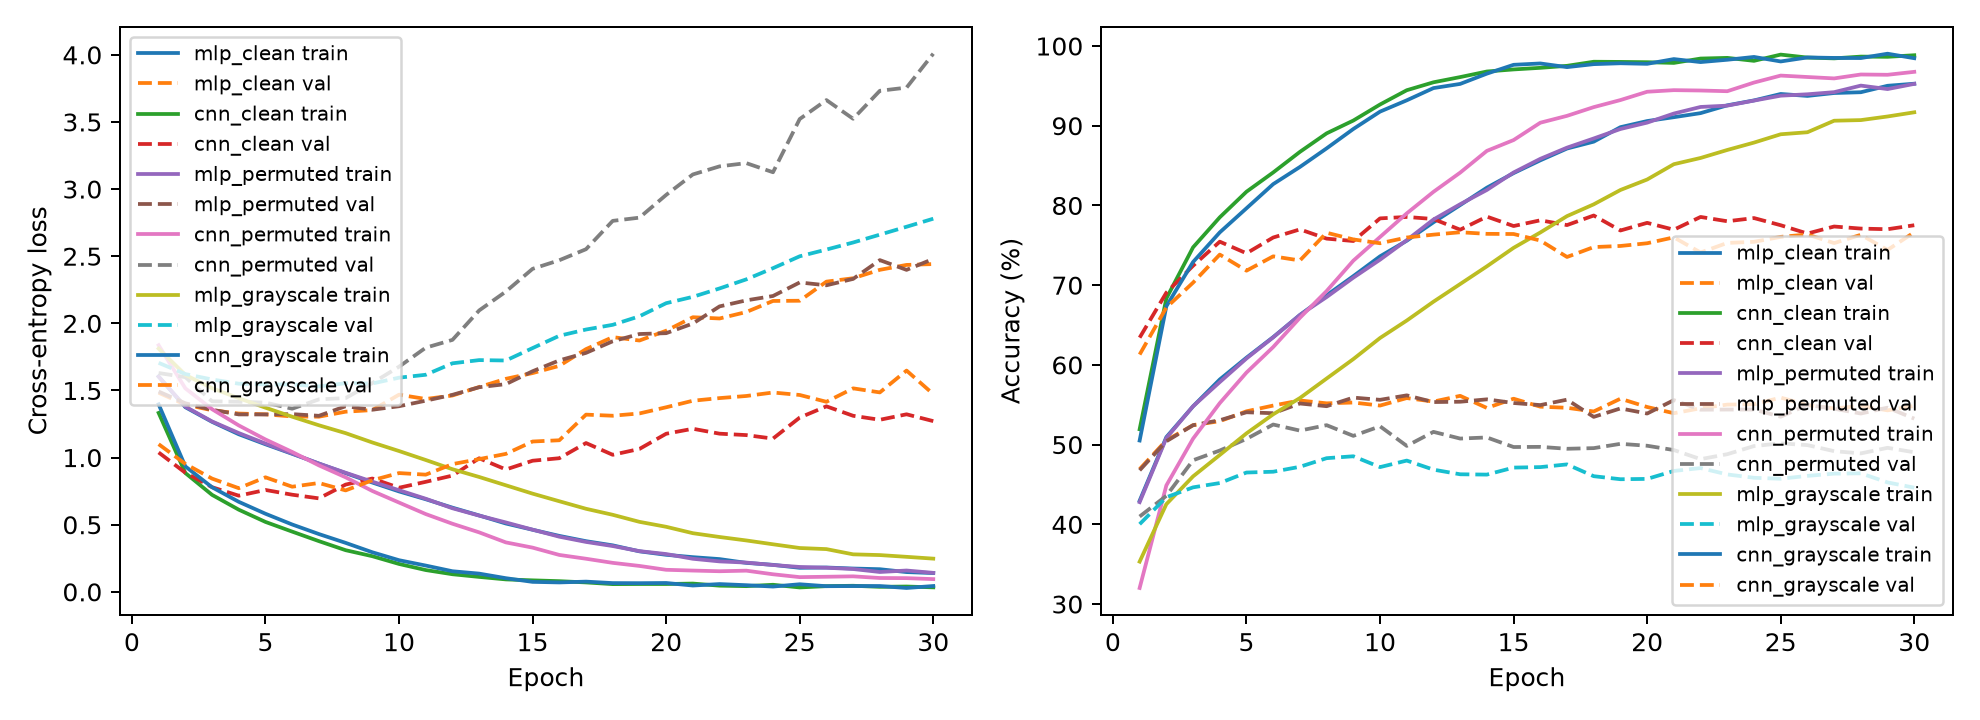 Cross-entropy loss
4.0
3.5
3.0
2.5
2.0
1.5
1.0
0.5
0.0
mlp_clean train
mlp_clean val
cnn_clean train
cnn_clean val
mlp_permuted train
mlp_permuted val
cnn_permuted train
cnn_permuted val
mlp_grayscale train
mlp_grayscale val
cnn_grayscale train
cnn_grayscale val
0 5 10 15 20 25 30
Epoch
Accuracy (%)
100
90
80
70
60
50
40
30
mlp_clean train
mlp_clean val
cnn_clean train
cnn_clean val
mlp_permuted train
mlp_permuted val
cnn_permuted train
cnn_permuted val
mlp_grayscale train
mlp_grayscale val
cnn_grayscale train
cnn_grayscale val
0 5 10 15 20 25 30
Epoch